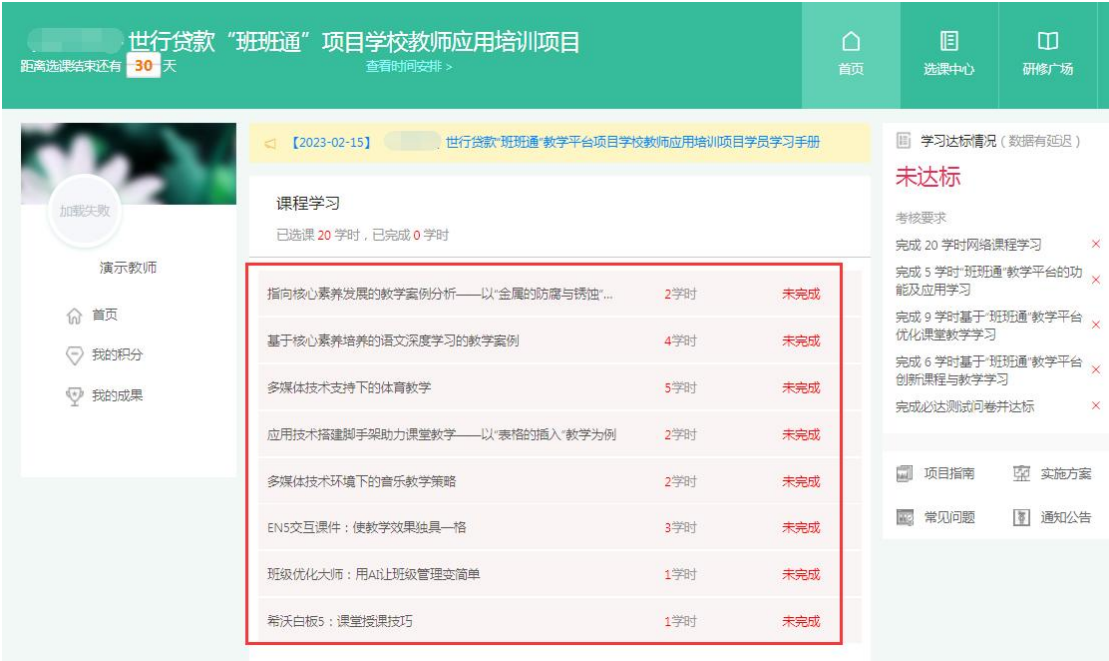 世行贷款“班班通”项目学校教师应用培训项目
距离选课结束还有 30 天
查看时间安排 >
首页
选课中心
研修广场
加载失败
演示教师
首页
我的积分
我的成果
【2023-02-15】 世行贷款“班班通”教学平台项目学校教师应用培训项目学员学习手册
课程学习
已选课 20 学时，已完成 0 学时
指向核心素养发展的教学案例分析——以“金属的防腐与锈蚀”... 2学时 未完成
基于核心素养培养的语文深度学习的教学案例 4学时 未完成
多媒体技术支持下的体育教学 5学时 未完成
应用技术搭建脚手架助力课堂教学——以“表格的插入”教学为例 2学时 未完成
多媒体技术环境下的音乐教学策略 2学时 未完成
EN5交互课件：使教学效果独具一格 3学时 未完成
班级优化大师：用AI让班级管理变简单 1学时 未完成
希沃白板5：课堂授课技巧 1学时 未完成
学习达标情况（数据有延迟）
未达标
考核要求
完成 20 学时网络课程学习
完成 5 学时“班班通”教学平台的功
能及应用学习
完成 9 学时基于“班班通”教学平台
优化课堂教学学习
完成 6 学时基于“班班通”教学平台
创新课程与教学学习
完成必达测试问卷并达标
项目指南 实施方案
常见问题 通知公告